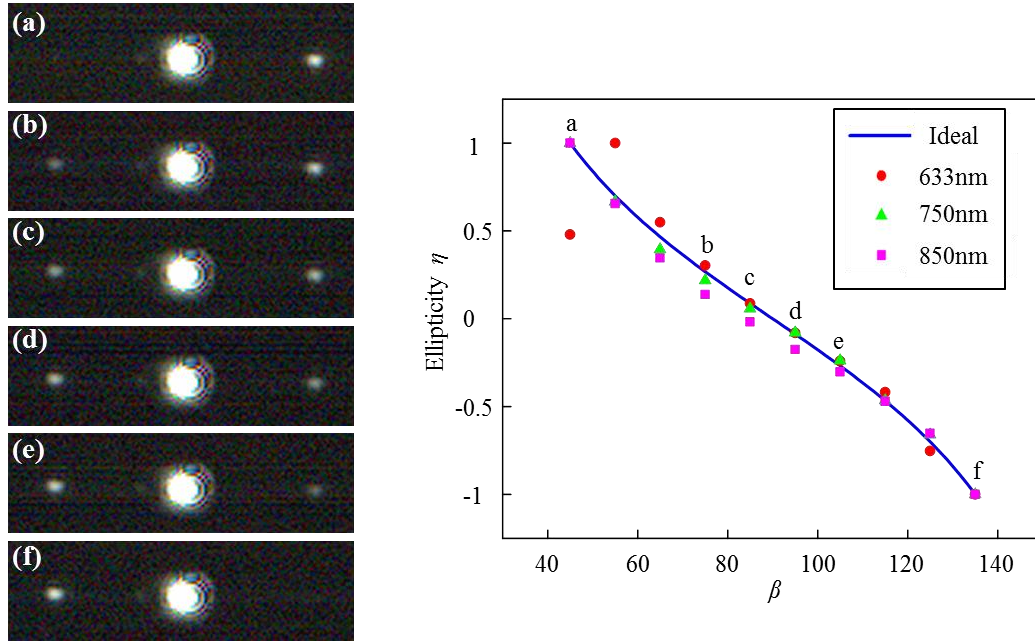 (a)
(b)
(c)
(d)
(e)
(f)
Ellipticity η
1
0.5
0
-0.5
-1
a
b
c
d
e
f
Ideal
633nm
750nm
850nm
40 60 80 100 120 140
β